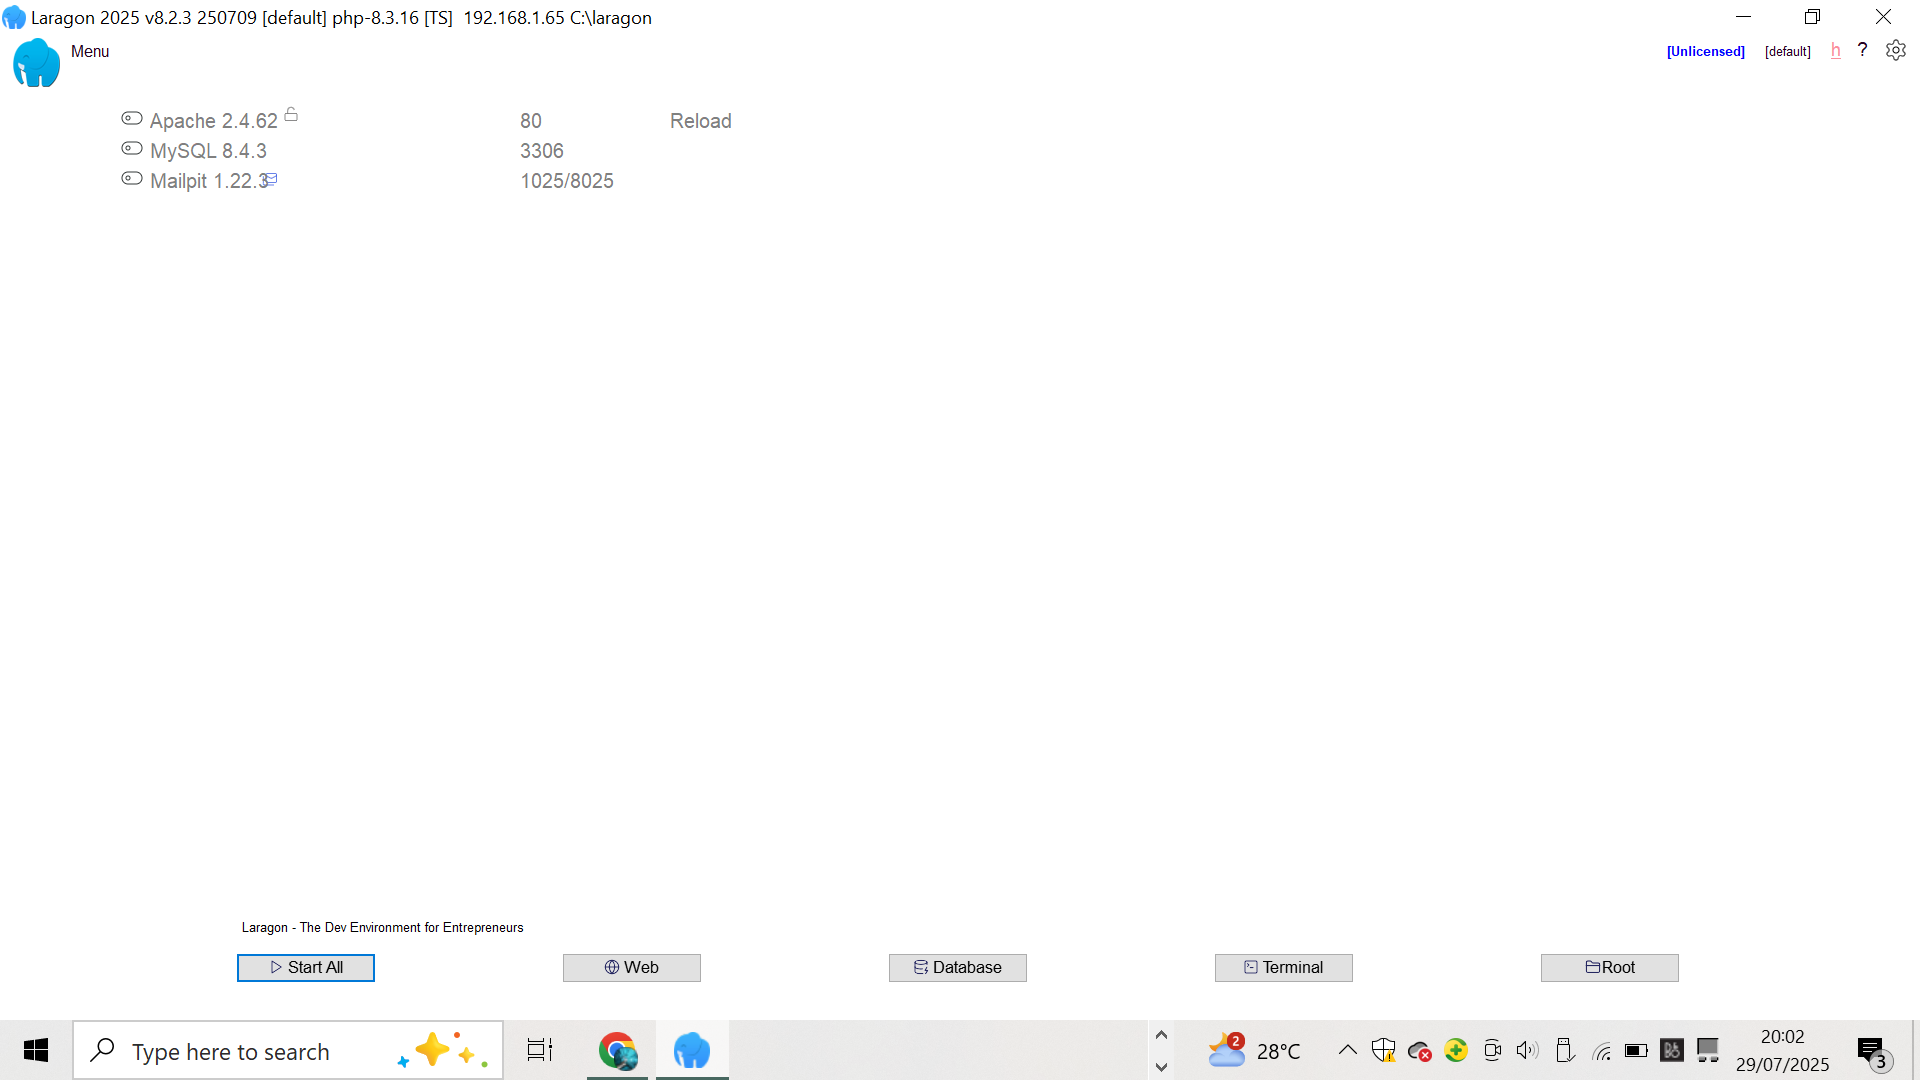 Laragon 2025 v8.2.3 250709 [default] php-8.3.16 [TS]  192.168.1.65 C:\laragon
Menu [Unlicensed] [default] h ?
Apache 2.4.62 80 Reload
MySQL 8.4.3 3306
Mailpit 1.22.3 1025/8025
Laragon - The Dev Environment for Entrepreneurs
Start All Web Database Terminal Root
Type here to search 2 28°C 20:02
29/07/2025 3